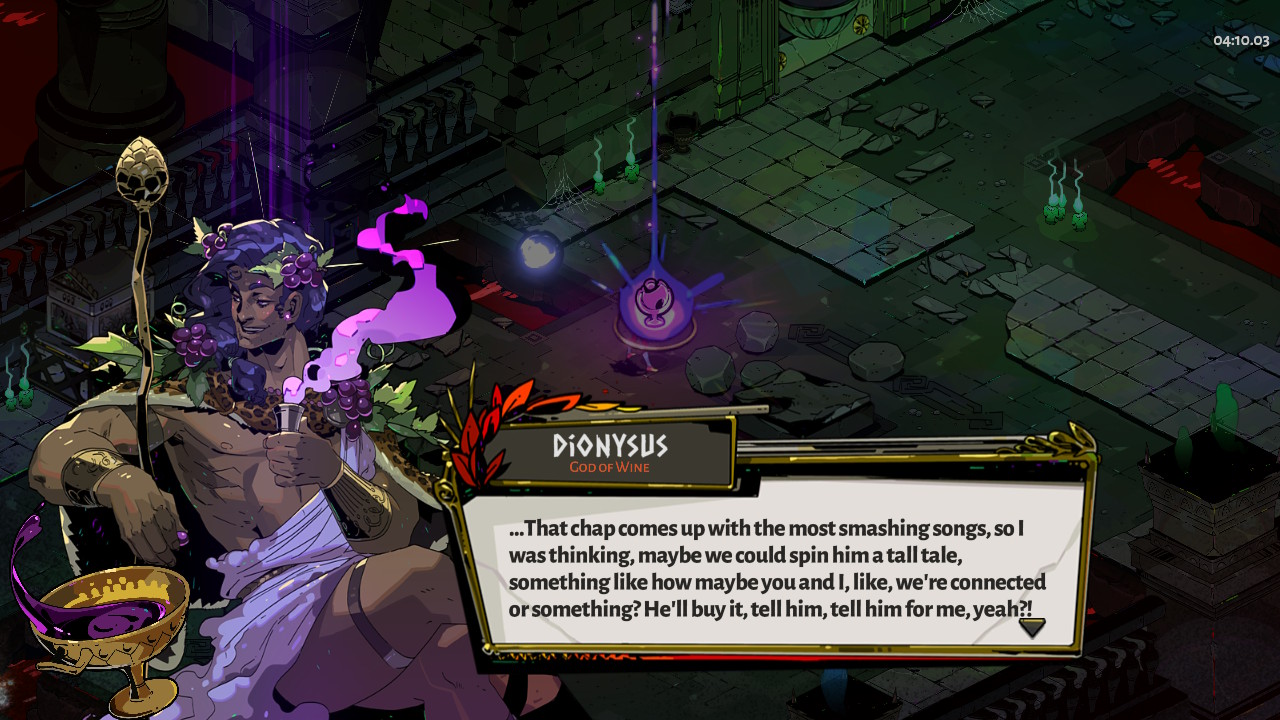 04:10.03
DiONYSUS
GOD OF WINE
...That chap comes up with the most smashing songs, so I
was thinking, maybe we could spin him a tall tale,
something like how maybe you and I, like, we're connected
or something? He'll buy it, tell him, tell him for me, yeah?!